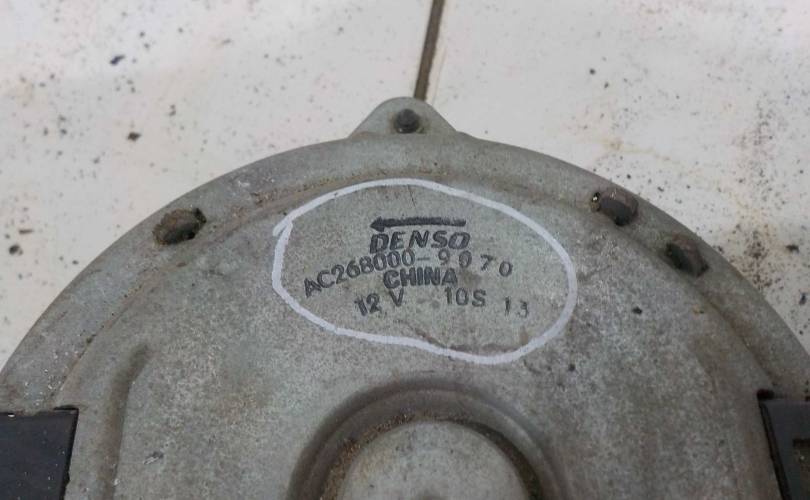 DENSO
AC268000-9070
CHINA
12V 10S 13